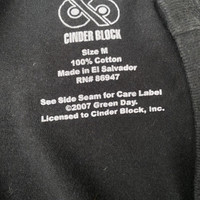 CINDER BLOCK
Size M
100% Cotton
Made in El Salvador
RN# 86947
See Side Seam for Care Label
©2007 Green Day.
Licensed to Cinder Block, Inc.